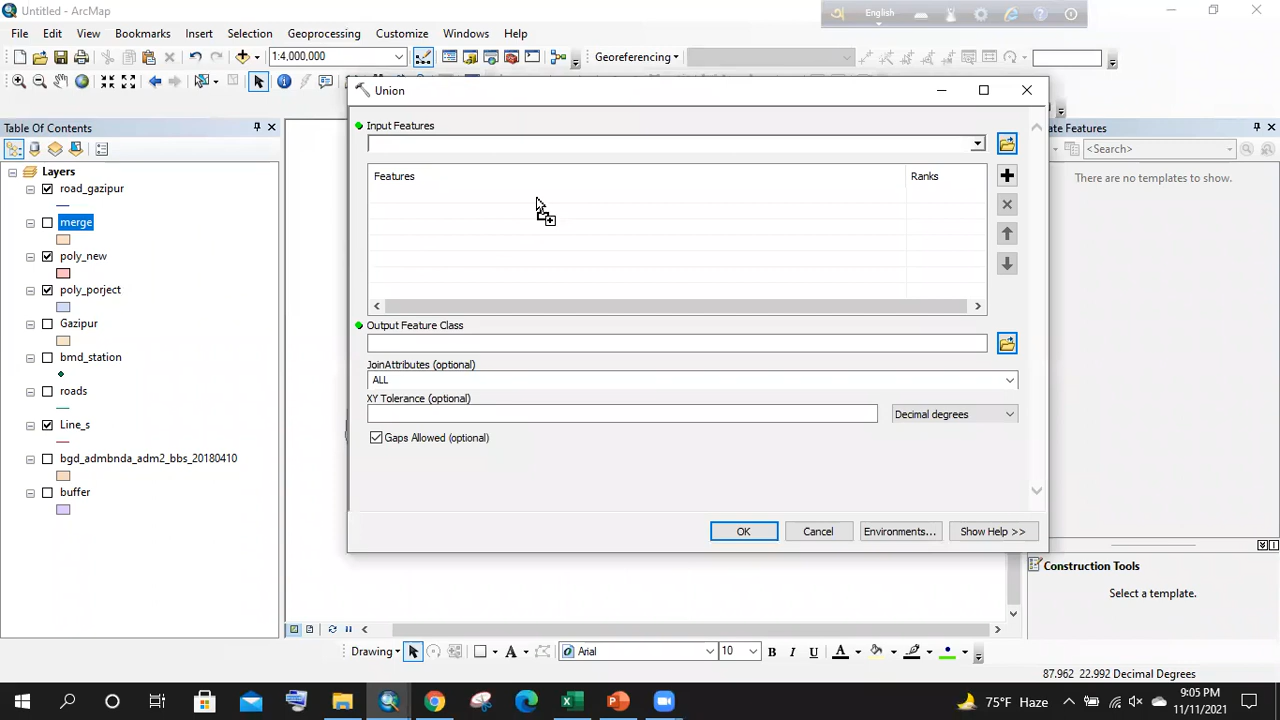 Untitled - ArcMap
English
File Edit View Bookmarks Insert Selection Geoprocessing Customize Windows Help
1:4,000,000
Georeferencing
Union
Table Of Contents
Layers
road_gazipur
merge
poly_new
poly_porject
Gazipur
bmd_station
roads
Line_s
bgd_admbnda_adm2_bbs_20180410
buffer
Input Features
Features Ranks
Output Feature Class
JoinAttributes (optional)
ALL
XY Tolerance (optional)
Decimal degrees
Gaps Allowed (optional)
OK Cancel Environments... Show Help >>
ate Features
<Search>
There are no templates to show.
Construction Tools
Select a template.
Drawing
Arial 10 B I U A
87.962 22.992 Decimal Degrees
75°F Haze
9:05 PM
11/11/2021